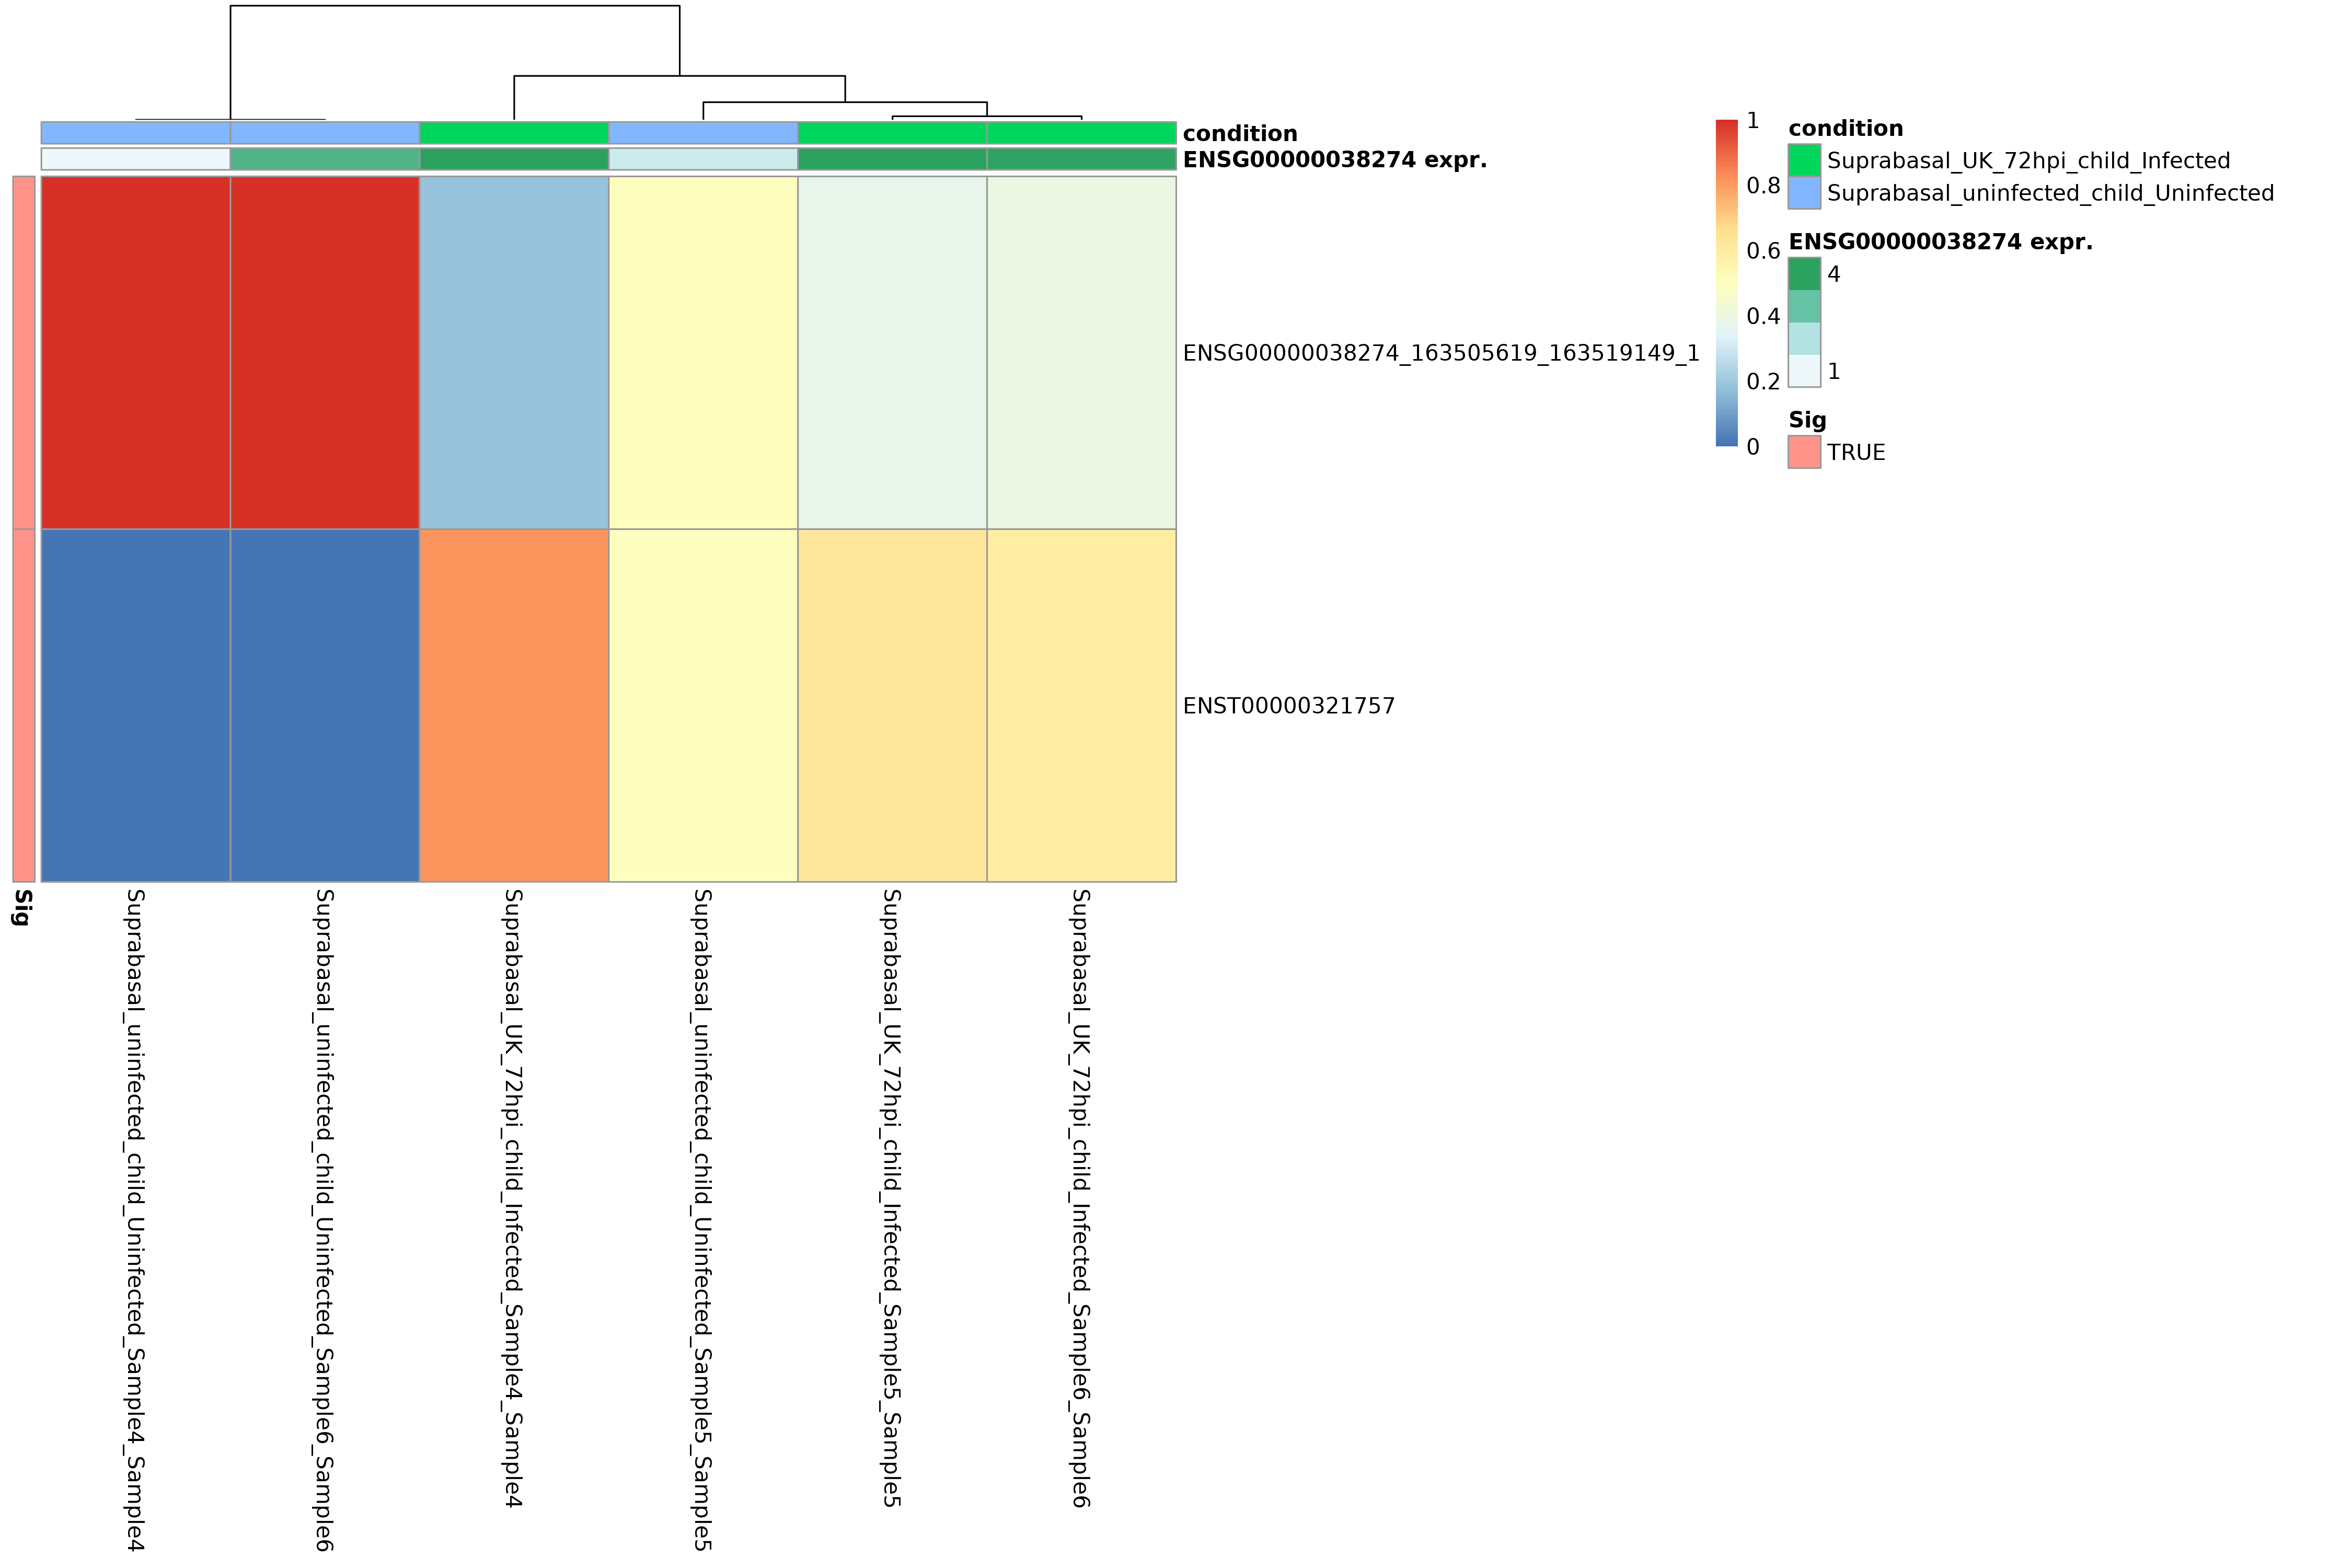 condition
ENSG00000038274 expr.
ENSG00000038274_163505619_163519149_1
ENST00000321757
Sig
Suprabasal_uninfected_child_Uninfected_Sample4_Sample4
Suprabasal_uninfected_child_Uninfected_Sample6_Sample6
Suprabasal_UK_72hpi_child_Infected_Sample4_Sample4
Suprabasal_uninfected_child_Uninfected_Sample5_Sample5
Suprabasal_UK_72hpi_child_Infected_Sample5_Sample5
Suprabasal_UK_72hpi_child_Infected_Sample6_Sample6
1
0.8
0.6
0.4
0.2
0
condition
Suprabasal_UK_72hpi_child_Infected
Suprabasal_uninfected_child_Uninfected
ENSG00000038274 expr.
4
1
Sig
TRUE